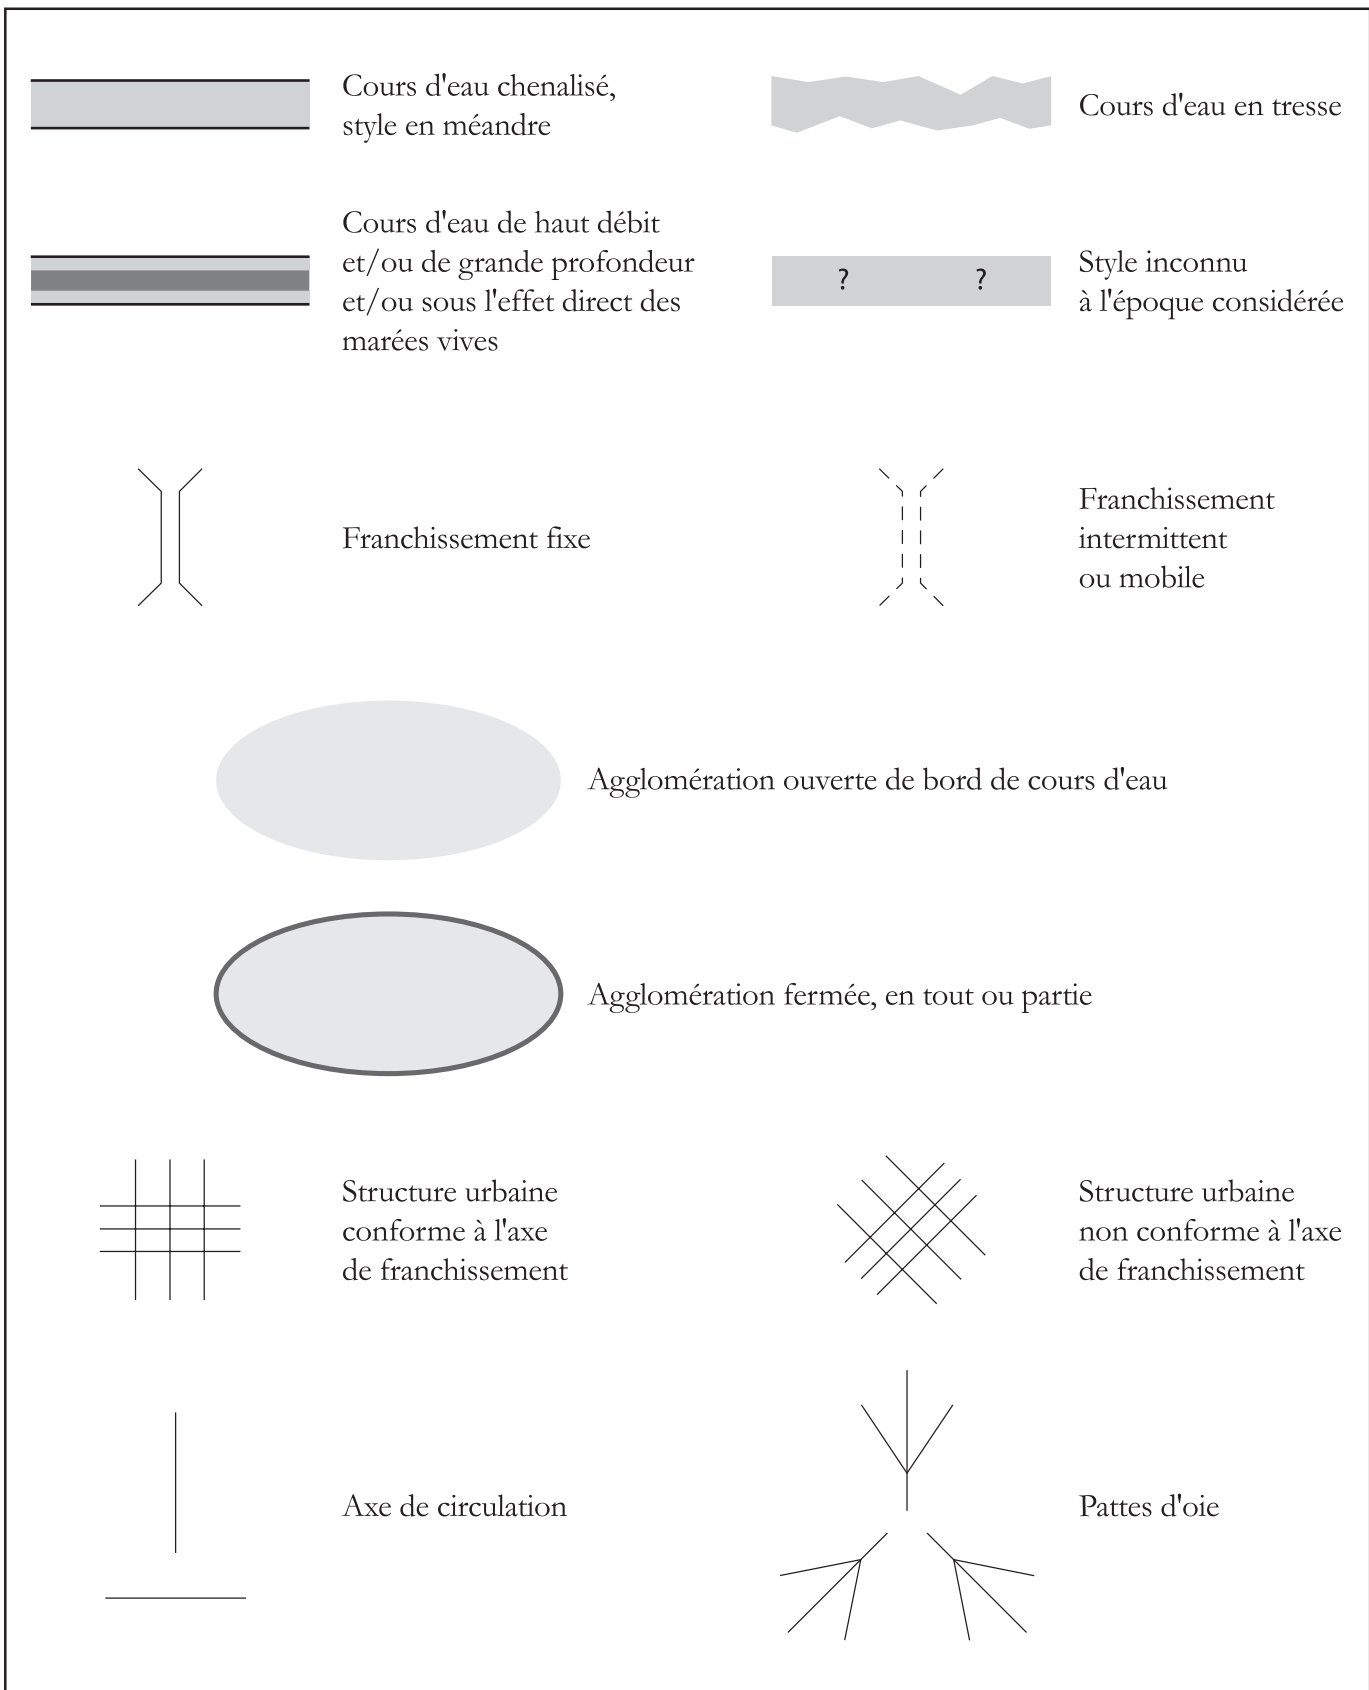 Cours d'eau chenalisé,
style en méandre
Cours d'eau en tresse
Cours d'eau de haut débit
et/ou de grande profondeur
et/ou sous l'effet direct des
marées vives
? ?
Style inconnu
à l'époque considérée
Franchissement fixe
Franchissement
intermittent
ou mobile
Agglomération ouverte de bord de cours d'eau
Agglomération fermée, en tout ou partie
Structure urbaine
conforme à l'axe
de franchissement
Structure urbaine
non conforme à l'axe
de franchissement
Axe de circulation
Pattes d'oie